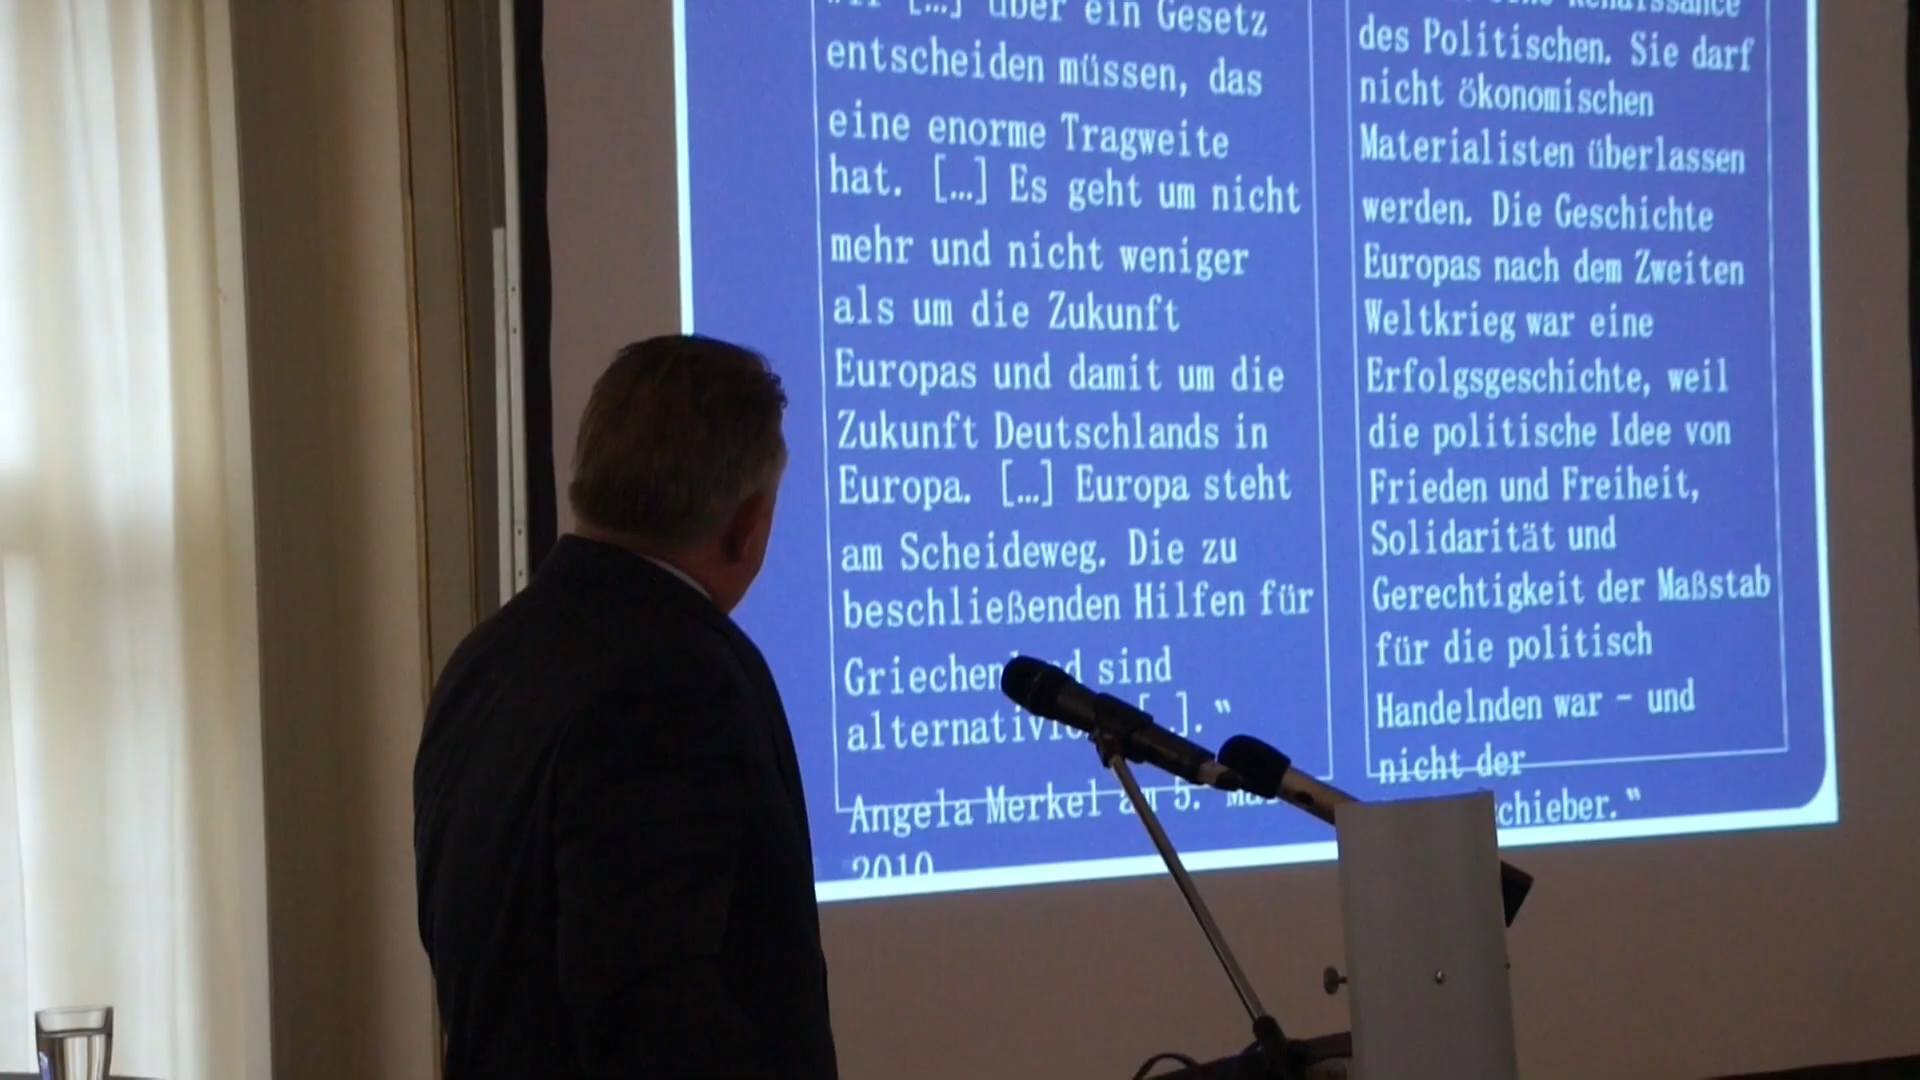 […] über ein Gesetz
entscheiden müssen, das
eine enorme Tragweite
hat. […] Es geht um nicht
mehr und nicht weniger
als um die Zukunft
Europas und damit um die
Zukunft Deutschlands in
Europa. […] Europa steht
am Scheideweg. Die zu
beschließenden Hilfen für
sind
[…]."
Angela Merkel 5.
2010
Renaissance
des Politischen. Sie darf
nicht ökonomischen
Materialisten überlassen
werden. Die Geschichte
Europas nach dem Zweiten
Weltkrieg war eine
Erfolgsgeschichte, weil
die politische Idee von
Frieden und Freiheit,
Solidarität und
Gerechtigkeit der Maßstab
für die politisch
Handelnden war – und
nicht der